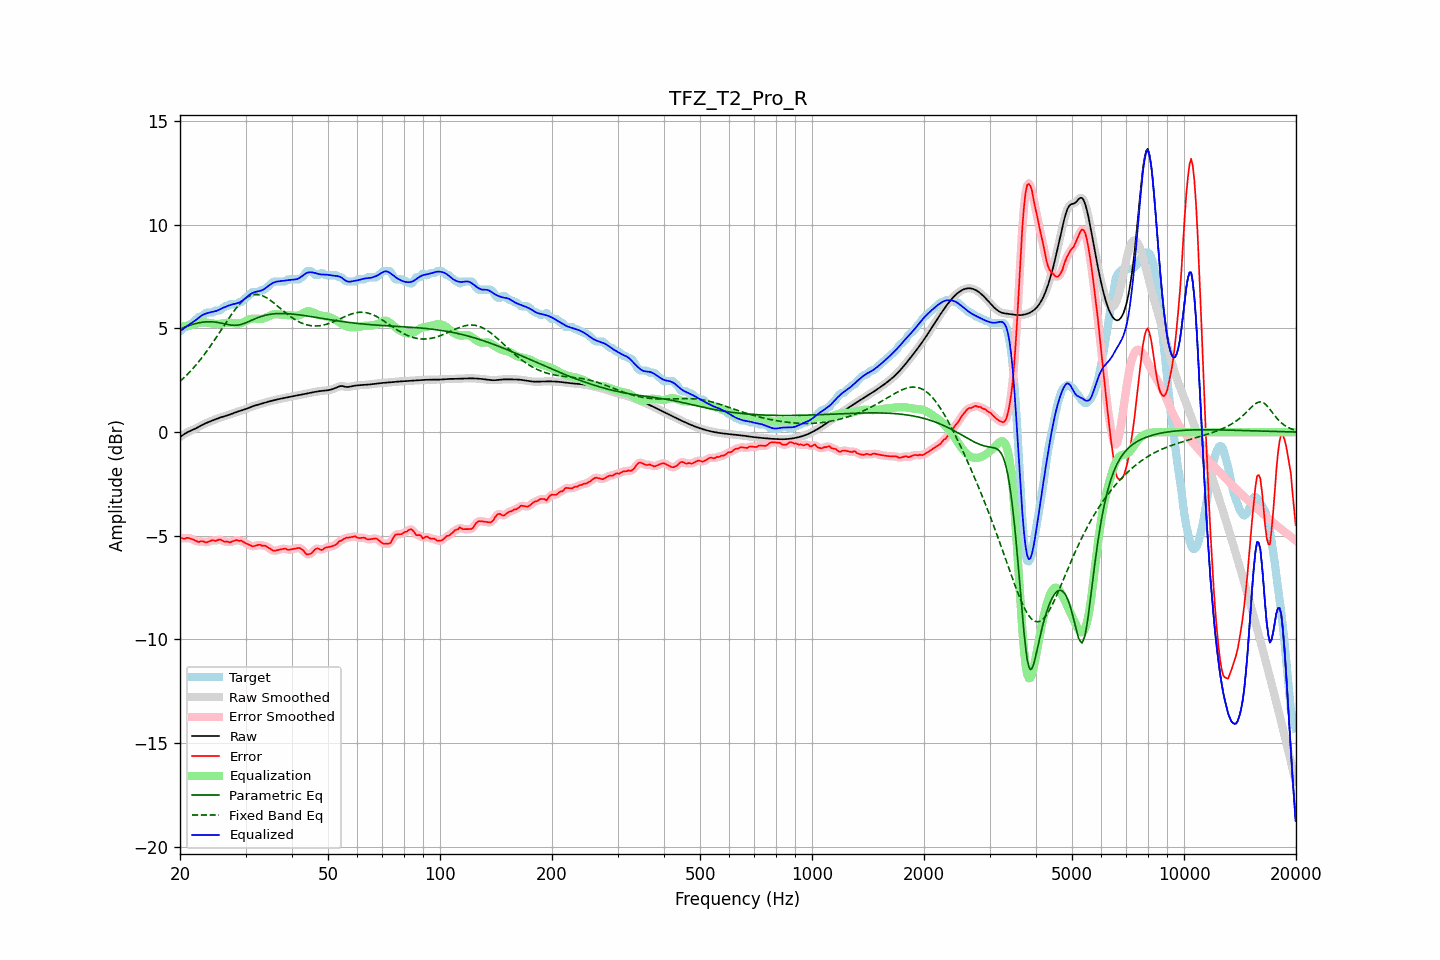 TFZ_T2_Pro_R
Amplitude (dBr)
15
10
5
0
−5
−10
−15
−20
Target
Raw Smoothed
Error Smoothed
Raw
Error
Equalization
Parametric Eq
Fixed Band Eq
Equalized
20 50 100 200 500 1000 2000 5000 10000 20000
Frequency (Hz)